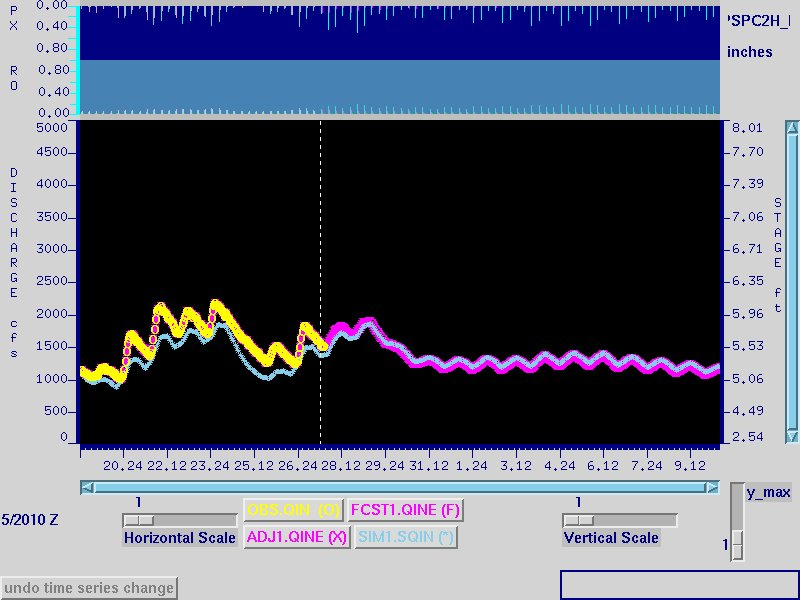 0.00
P X
0.40
0.80
'SPC2H_I
inches
R O
0.80
0.40
0.00
5000
4500
4000
3500
3000
2500
2000
1500
1000
500
0
DISCHARGE cfs
8.01
7.70
7.39
7.06
6.71
6.35
5.96
5.53
5.06
4.49
2.54
STAGE ft
20.24 22.12 23.24 25.12 26.24 28.12 29.24 31.12 1.24 3.12 4.24 6.12 7.24 9.12
5/2010 Z
1
Horizontal Scale
OBS.QIN (O) FCST1.QINE (F)
ADJ1.QINE (X) SIM1.SQIN (*)
1
Vertical Scale
y_max
1
undo time series change